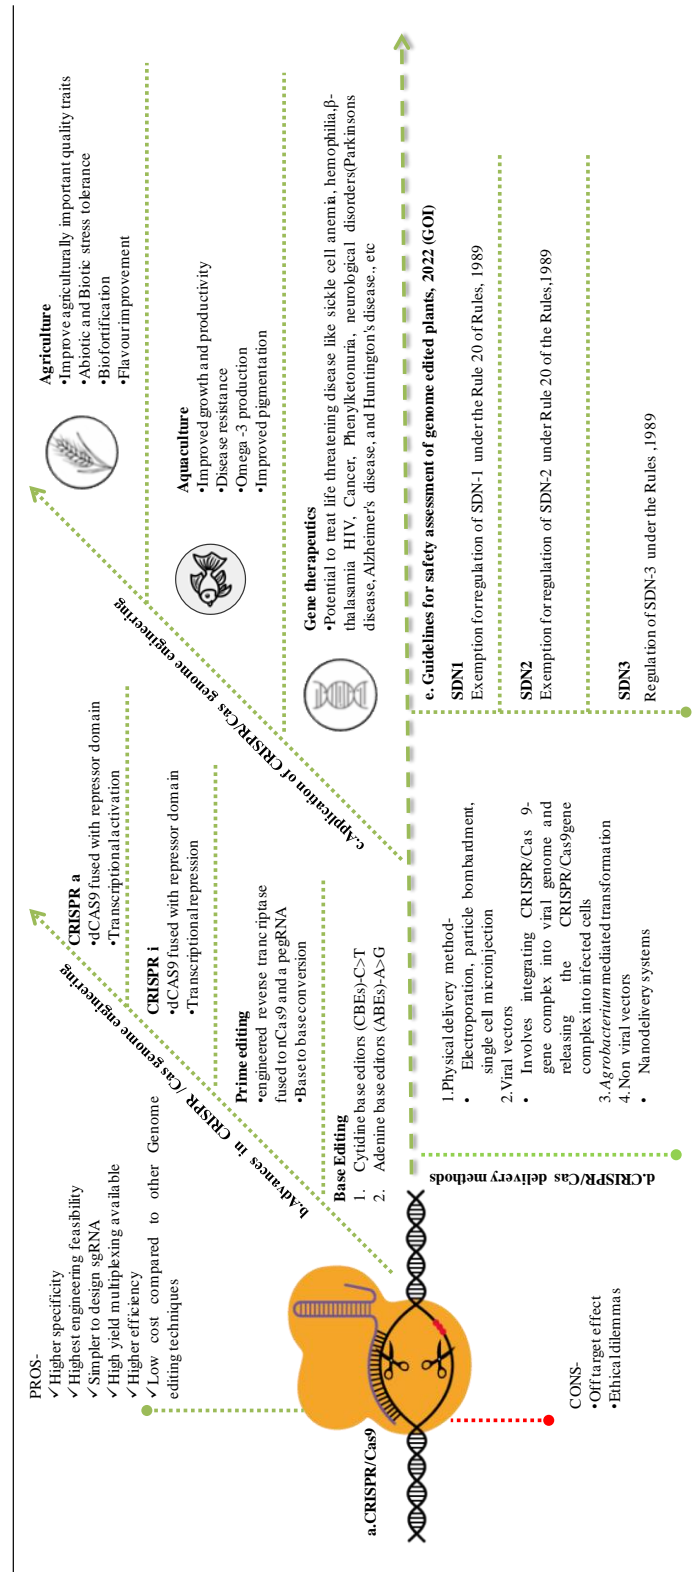 PROS-
✓Higher specificity
✓Highest engineering feasibility
✓Simpler to design sgRNA
✓High yield multiplexing available
✓Higher efficiency
✓Low cost compared to other Genome
editing techniques
a.CRISPR/Cas9
CONS-
•Off target effect
•Ethical dilemmas
b.Advances in CRISPR /Cas genome engineering
CRISPR a
•dCAS9 fused with repressor domain
•Transcriptional activation
CRISPR i
•dCAS9 fused with repressor domain
•Transcriptional repression
Prime editing
•engineered reverse trancriptase
fused to nCas9 and a pegRNA
•Base to base conversion
Base Editing
1. Cytidine base editors (CBEs)-C>T
2. Adenine base editors (ABEs)-A>G
c.Application of CRISPR/Cas genome engineering
Agriculture
•Improve agriculturally important quality traits
•Abiotic and Biotic stress tolerance
•Biofortification
•Flavour improvement
Aquaculture
•Improved growth and productivity
•Disease resistance
•Omega -3 production
•Improved pigmentation
Gene therapeutics
•Potential to treat life threatening disease like sickle cell anemia, hemophilia,β-
thalasamia HIV, Cancer, Phenylketonuria, neurological disorders(Parkinsons
disease, Alzheimer's disease, and Huntington's disease., etc
d.CRISPR/Cas delivery methods
1.Physical delivery method-
• Electroporation, particle bombardment,
single cell microinjection
2.Viral vectors
• Involves integrating CRISPR/Cas 9-
gene complex into viral genome and
releasing the CRISPR/Cas9gene
complex into infected cells
3.Agrobacterium mediated transformation
4.Non viral vectors
• Nanodelivery systems
e. Guidelines for safety assessment of genome edited plants, 2022 (GOI)
SDN1
Exemption for regulation of SDN-1 under the Rule 20 of Rules, 1989
SDN2
Exemption for regulation of SDN-2 under Rule 20 of the Rules,1989
SDN3
Regulation of SDN-3 under the Rules ,1989